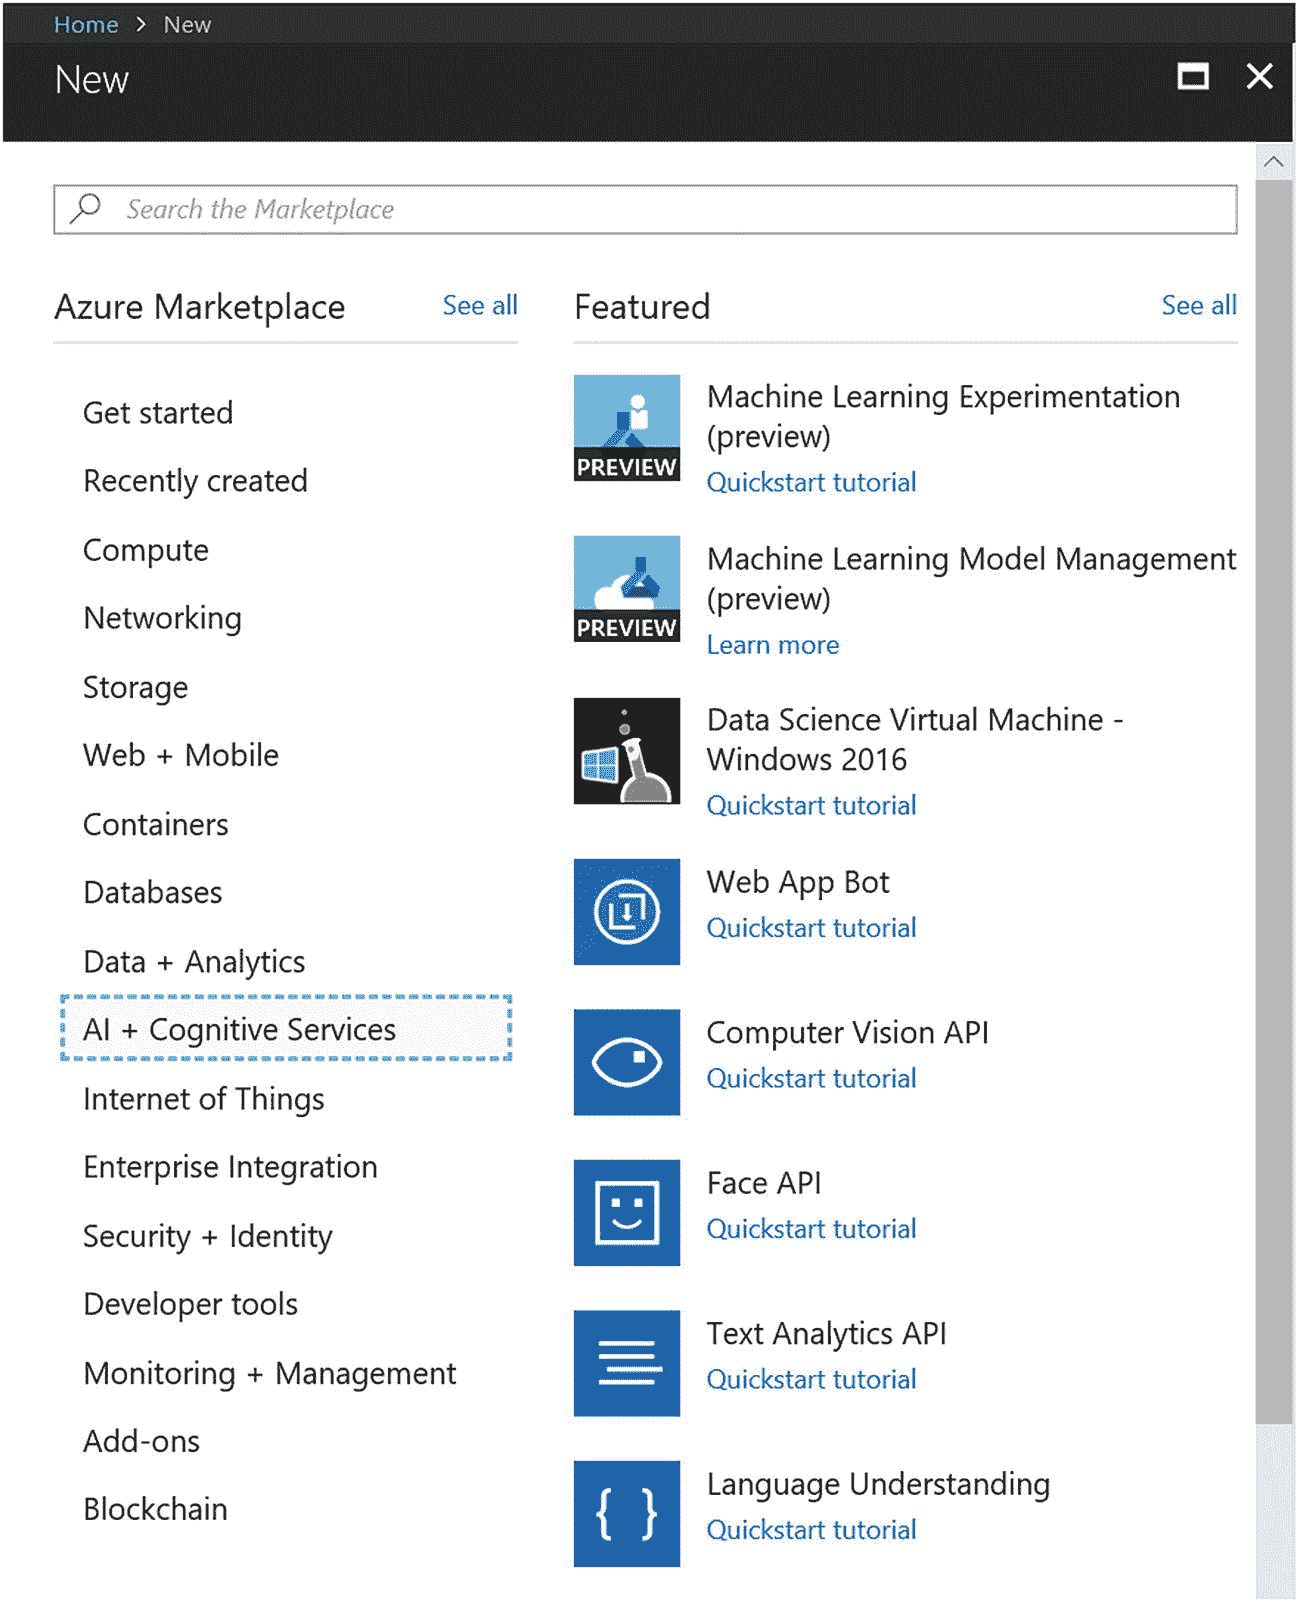 Home > New
New
Search the Marketplace
Azure Marketplace
See all
Get started
Recently created
Compute
Networking
Storage
Web + Mobile
Containers
Databases
Data + Analytics
AI + Cognitive Services
Internet of Things
Enterprise Integration
Security + Identity
Developer tools
Monitoring + Management
Add-ons
Blockchain
Featured
See all
PREVIEW
Machine Learning Experimentation
(preview)
Quickstart tutorial
PREVIEW
Machine Learning Model Management
(preview)
Learn more
Data Science Virtual Machine -
Windows 2016
Quickstart tutorial
Web App Bot
Quickstart tutorial
Computer Vision API
Quickstart tutorial
Face API
Quickstart tutorial
Text Analytics API
Quickstart tutorial
{ }
Language Understanding
Quickstart tutorial